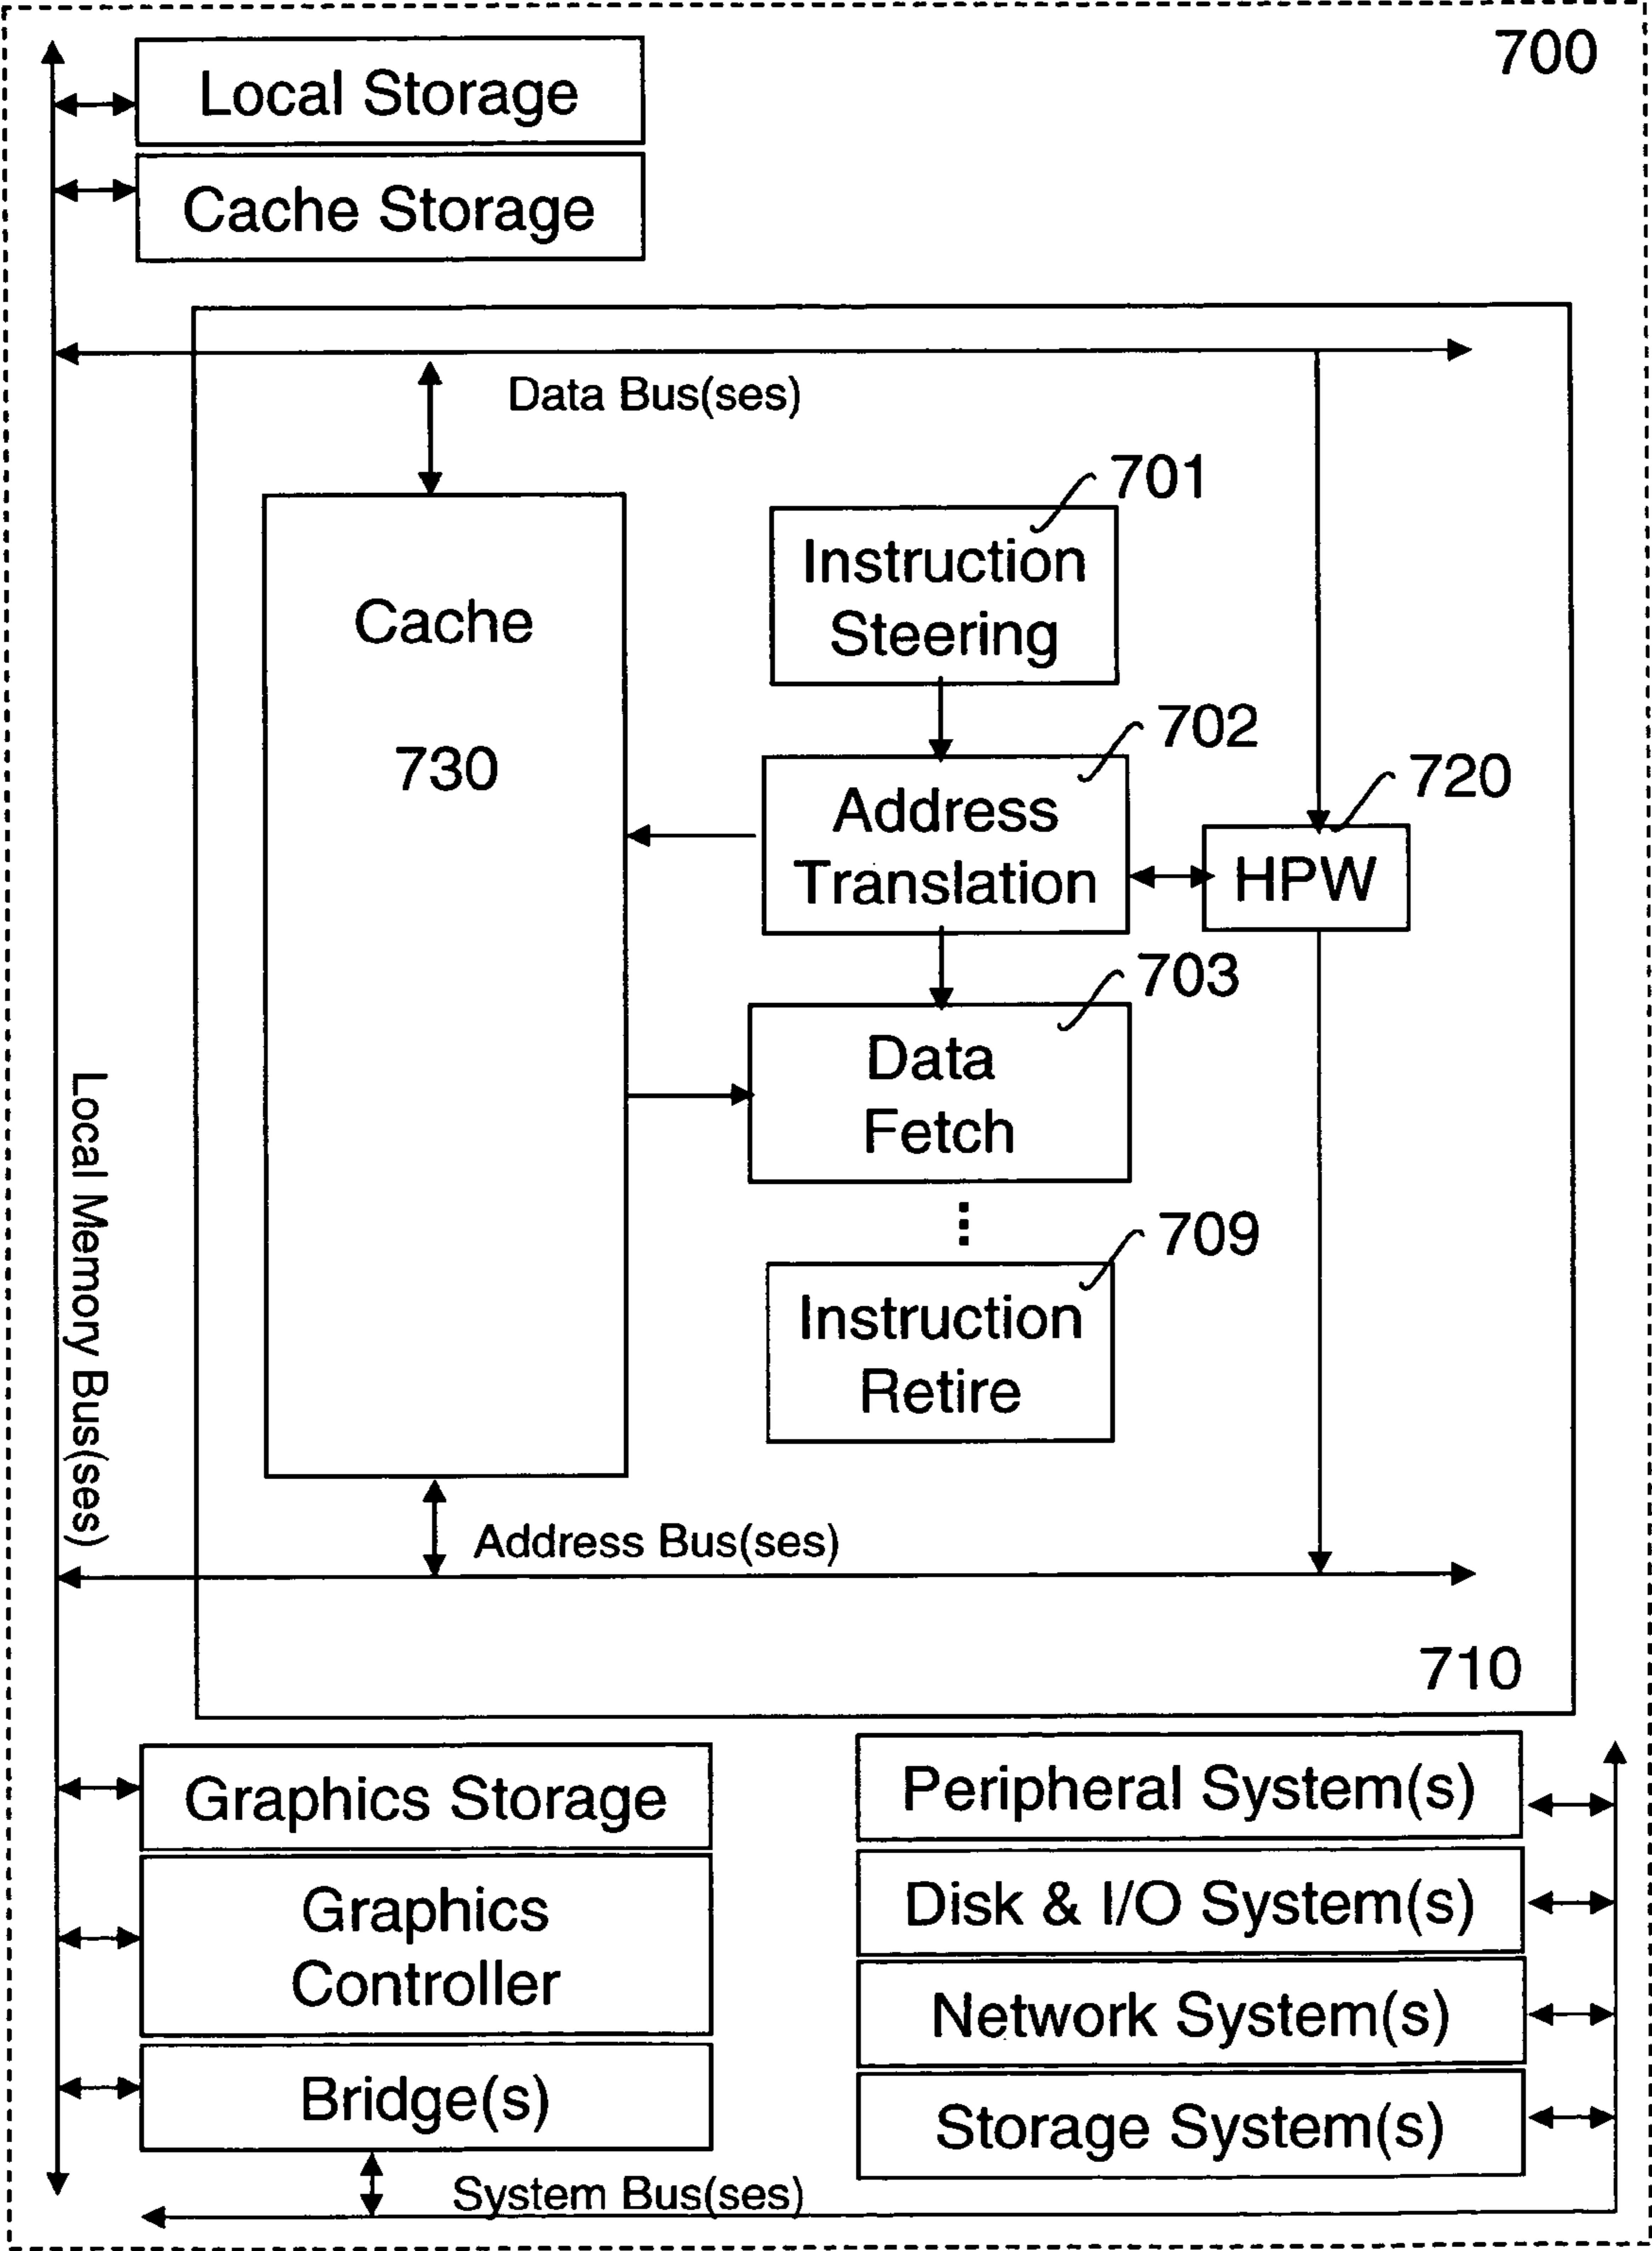 700
Local Storage
Cache Storage
Data Bus(ses)
701
Instruction
Steering
Cache
730
702
Address
Translation
720
HPW
703
Data
Fetch
709
Instruction
Retire
Local Memory Bus(ses)
Address Bus(ses)
710
Graphics Storage
Graphics
Controller
Bridge(s)
Peripheral System(s)
Disk & I/O System(s)
Network System(s)
Storage System(s)
System Bus(ses)